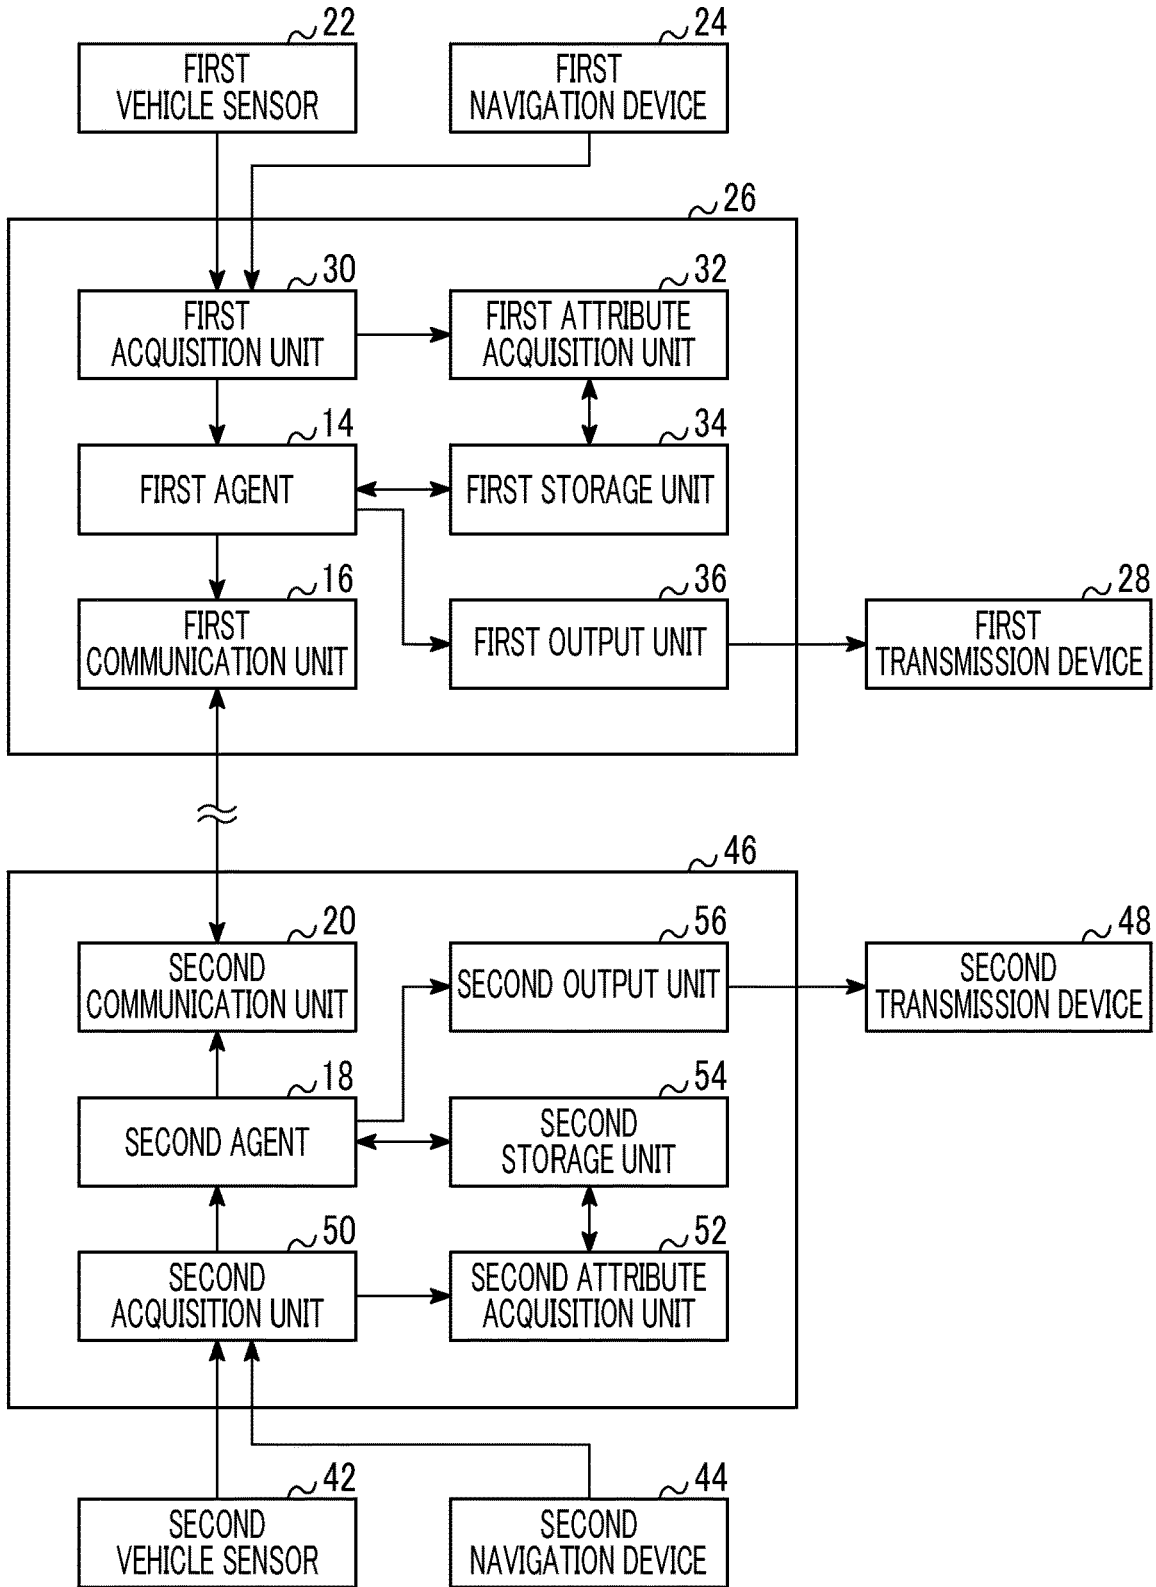 22
24
FIRST
VEHICLE SENSOR
FIRST
NAVIGATION DEVICE
26
30
32
FIRST
ACQUISITION UNIT
FIRST ATTRIBUTE
ACQUISITION UNIT
14
34
FIRST AGENT
FIRST STORAGE UNIT
16
36
28
FIRST
COMMUNICATION UNIT
FIRST OUTPUT UNIT
FIRST
TRANSMISSION DEVICE
46
20
56
48
SECOND
COMMUNICATION UNIT
SECOND OUTPUT UNIT
SECOND
TRANSMISSION DEVICE
18
54
SECOND AGENT
SECOND
STORAGE UNIT
50
52
SECOND
ACQUISITION UNIT
SECOND ATTRIBUTE
ACQUISITION UNIT
42
44
SECOND
VEHICLE SENSOR
SECOND
NAVIGATION DEVICE